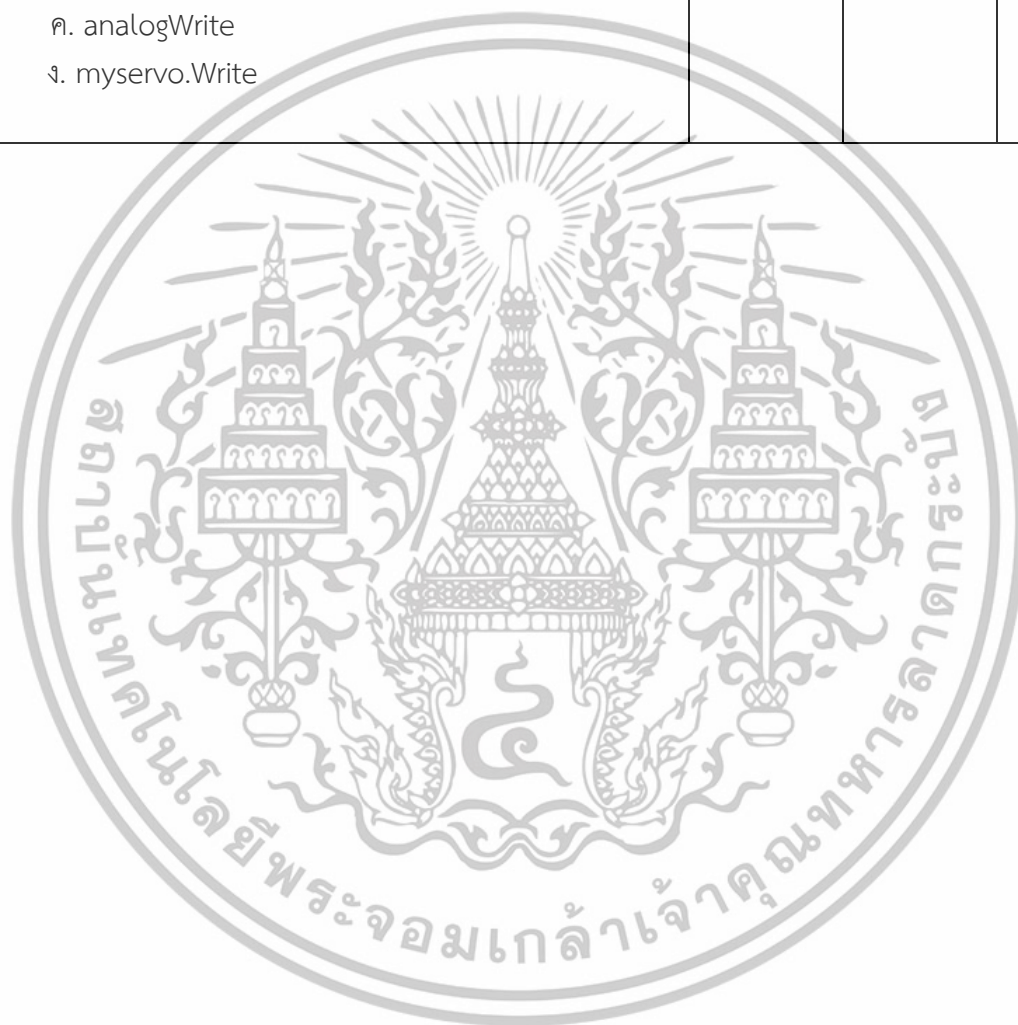 ค. analogWrite
ง. myservo.Write
๔
สถาบันเทคโนโลยีพระจอมเกล้าเจ้าคุณทหารลาดกระบัง